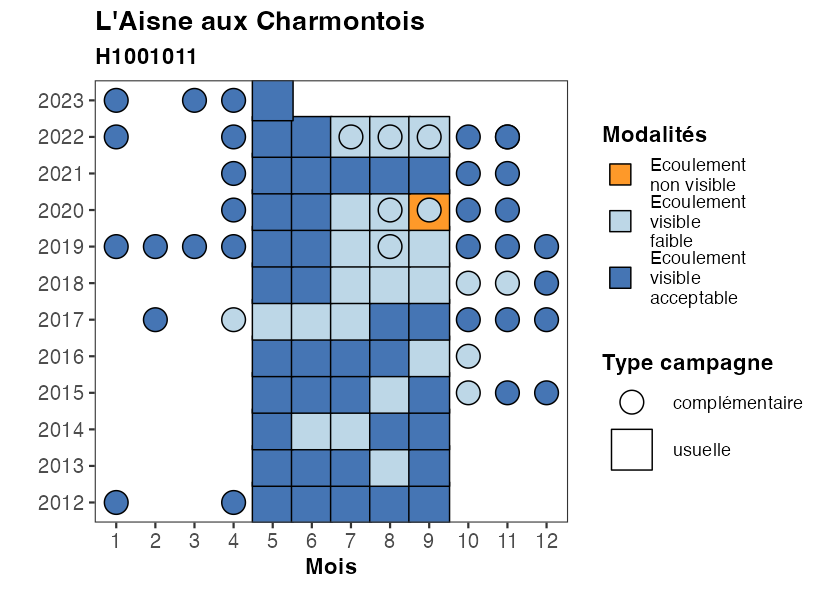 L'Aisne aux Charmontois
H1001011
2023
2022
2021
2020
2019
2018
2017
2016
2015
2014
2013
2012
1 2 3 4 5 6 7 8 9 10 11 12
Mois
Modalités
Ecoulement
non visible
Ecoulement
visible
faible
Ecoulement
visible
acceptable
Type campagne
complémentaire
usuelle